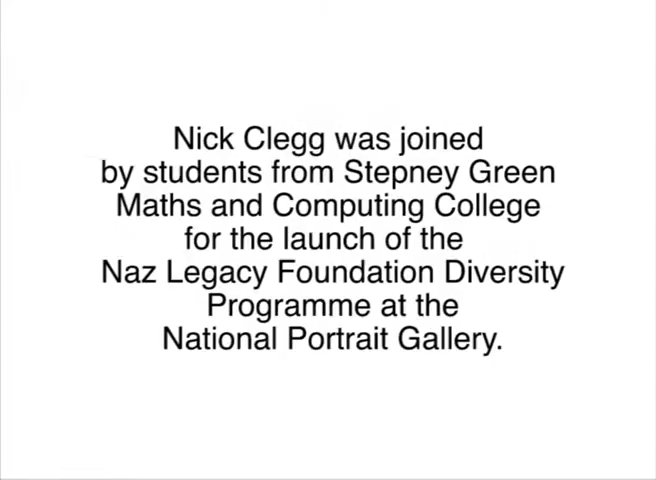 Nick Clegg was joined
by students from Stepney Green
Maths and Computing College
for the launch of the
Naz Legacy Foundation Diversity
Programme at the
National Portrait Gallery.